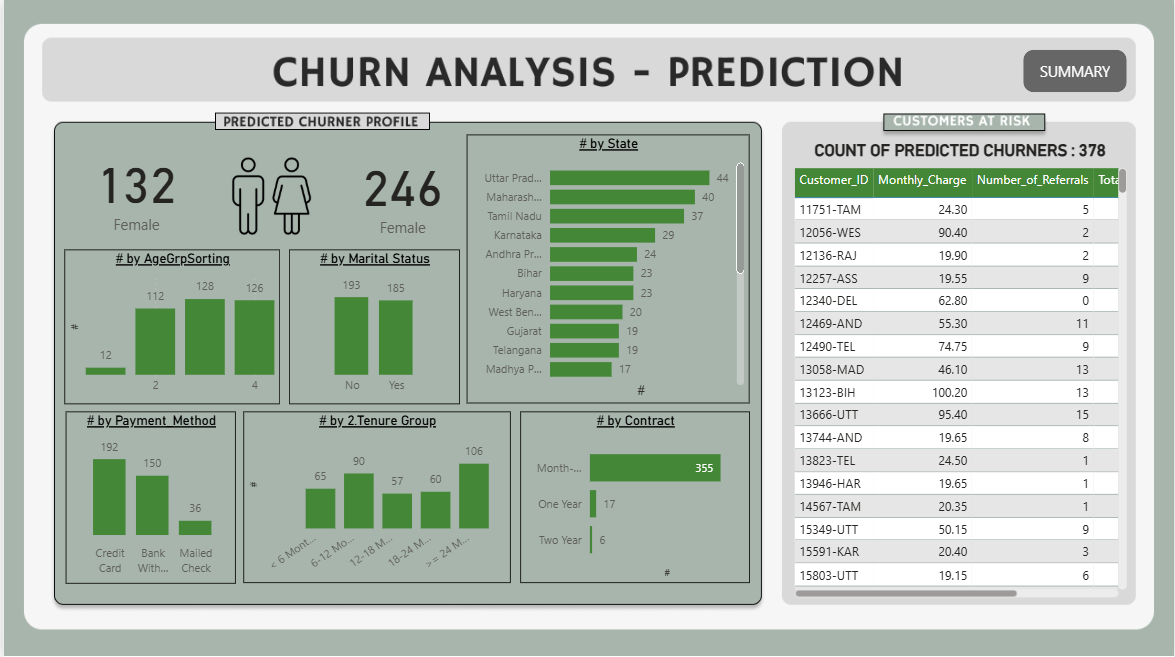 CHURN ANALYSIS - PREDICTION
SUMMARY
PREDICTED CHURNER PROFILE
132
Female
246
Female
# by AgeGrpSorting
#
12
112
128
126
2
4
# by Marital Status
193
185
No
Yes
# by State
Uttar Prad... 44
Maharash... 40
Tamil Nadu 37
Karnataka 29
Andhra Pr... 24
Bihar 23
Haryana 23
West Ben... 20
Gujarat 19
Telangana 19
Madhya P... 17
#
# by Payment_Method
192
150
36
Credit Card
Bank With...
Mailed Check
# by 2.Tenure Group
#
65
90
57
60
106
< 6 Mont...
6-12 Mo...
12-18 M...
18-24 M...
>= 24 M...
# by Contract
Month-... 355
One Year 17
Two Year 6
#
CUSTOMERS AT RISK
COUNT OF PREDICTED CHURNERS : 378
Customer_ID Monthly_Charge Number_of_Referrals Tota
11751-TAM 24.30 5
12056-WES 90.40 2
12136-RAJ 19.90 2
12257-ASS 19.55 9
12340-DEL 62.80 0
12469-AND 55.30 11
12490-TEL 74.75 9
13058-MAD 46.10 13
13123-BIH 100.20 13
13666-UTT 95.40 15
13744-AND 19.65 8
13823-TEL 24.50 1
13946-HAR 19.65 1
14567-TAM 20.35 1
15349-UTT 50.15 9
15591-KAR 20.40 3
15803-UTT 19.15 6